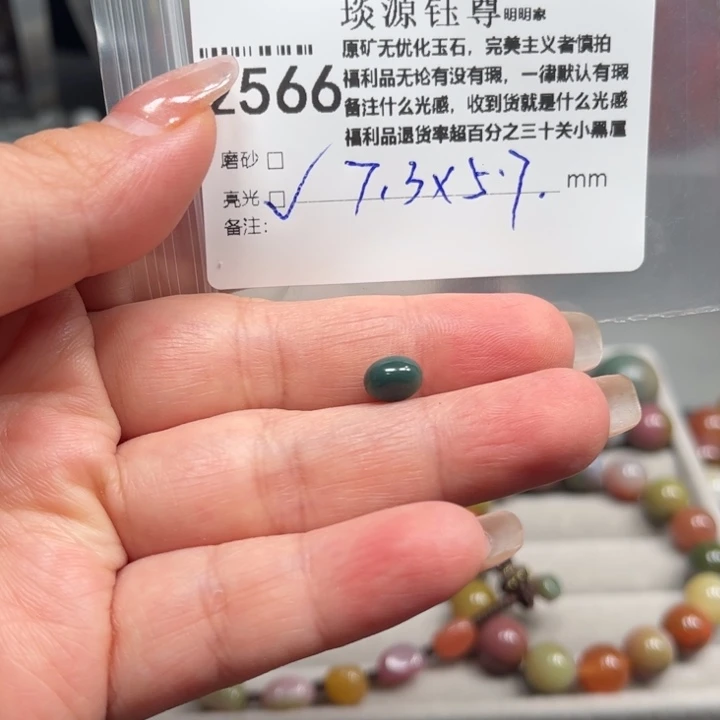 琰源钰尊明明家
原矿无优化玉石，完美主义者慎拍
2566
福利品无论有没有瑕，一律默认有瑕
备注什么光感，收到货就是什么光感
福利品退货率超百分之三十关小黑屋
磨砂 □
亮光 □ ✓ 7.3×5.7. mm
备注：